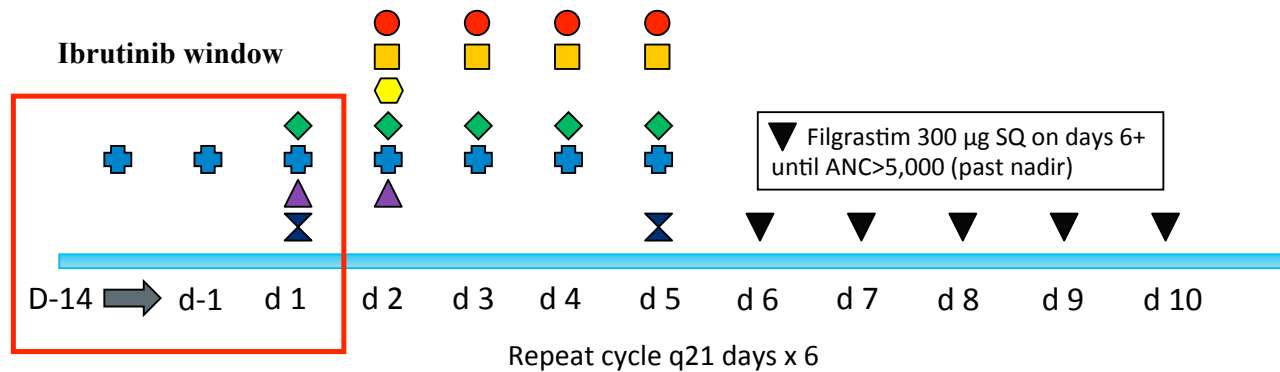 Ibrutinib window
Filgrastim 300 µg SQ on days 6+
until ANC>5,000 (past nadir)
D-14 d-1 d 1 d 2 d 3 d 4 d 5 d 6 d 7 d 8 d 9 d 10
Repeat cycle q21 days x 6